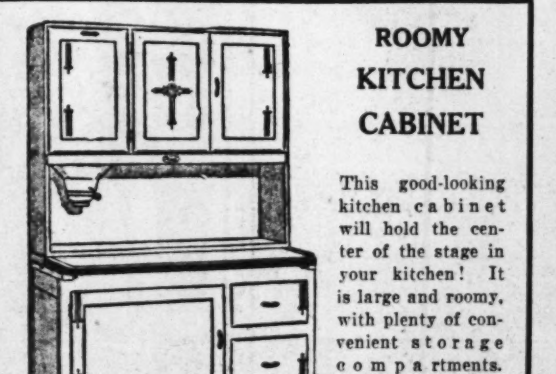 ROOMY
KITCHEN
CABINET
This good-looking
kitchen cabinet
will hold the cen-
ter of the stage in
your kitchen! It
is large and roomy,
with plenty of con-
venient storage
compartments.